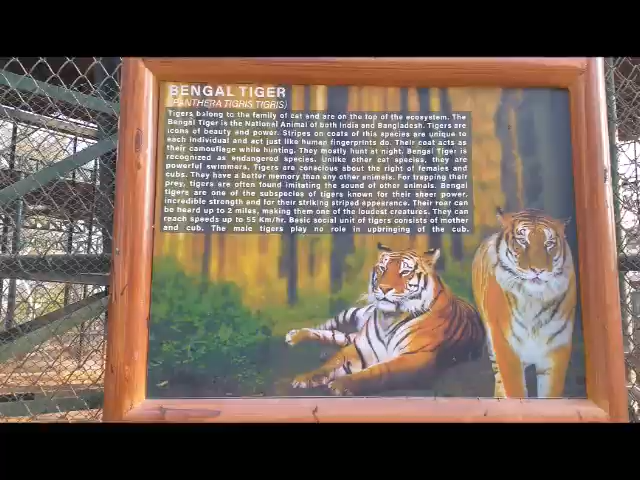 BENGAL TIGER
(PANTHERA TIGRIS TIGRIS)
Tigers belong to the family of cat and are on the top of the ecosystem. The
Bengal Tiger is the National Animal of both India and Bangladesh. Tigers are
icons of beauty and power. Stripes on coats of this species are unique to
each individual and act just like human fingerprints do. Their coat acts as
their camouflage while hunting. They mostly hunt at night. Bengal Tiger is
recognized as endangered species. Unlike other cat species, they are
powerful swimmers. Tigers are conscious about the right of females and
cubs. They have a better memory than any other animals. For trapping their
prey, tigers are often found imitating the sound of other animals. Bengal
tigers are one of the subspecies of tigers known for their sheer power,
incredible strength and for their striking striped appearance. Their roar can
be heard up to 2 miles, making them one of the loudest creatures. They can
reach speeds up to 55 Km/hr. Basic social unit of tigers consists of mother
and cub. The male tigers play no role in upbringing of the cub.